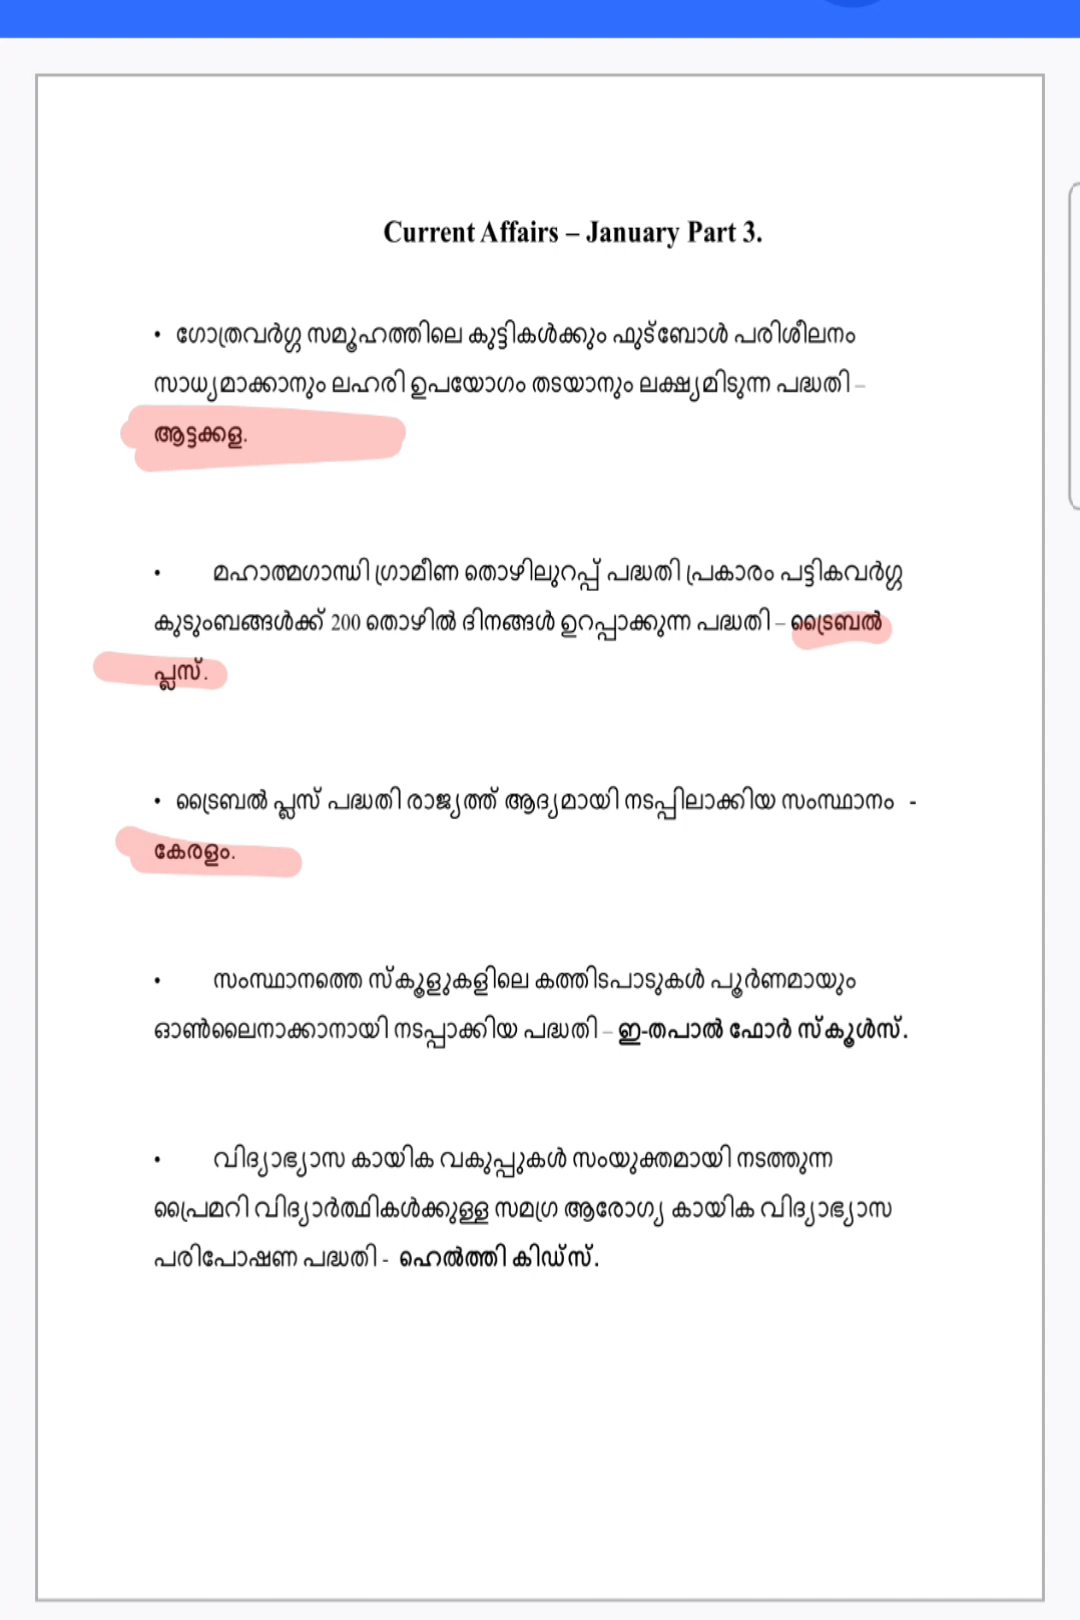 Current Affairs – January Part 3.
• ഗോത്രവർഗ്ഗ സമൂഹത്തിലെ കുട്ടികൾക്കും ഫുട്ബോൾ പരിശീലനം
സാധ്യമാക്കാനും ലഹരി ഉപയോഗം തടയാനും ലക്ഷ്യമിടുന്ന പദ്ധതി –
ആട്ടക്കള.
• മഹാത്മഗാന്ധി ഗ്രാമീണ തൊഴിലുറപ്പ് പദ്ധതി പ്രകാരം പട്ടികവർഗ്ഗ
കുടുംബങ്ങൾക്ക് 200 തൊഴിൽ ദിനങ്ങൾ ഉറപ്പാക്കുന്ന പദ്ധതി – ട്രൈബൽ
പ്ലസ്.
• ട്രൈബൽ പ്ലസ് പദ്ധതി രാജ്യത്ത് ആദ്യമായി നടപ്പിലാക്കിയ സംസ്ഥാനം -
കേരളം.
• സംസ്ഥാനത്തെ സ്കൂളുകളിലെ കത്തിടപാടുകൾ പൂർണമായും
ഓൺലൈനാക്കാനായി നടപ്പാക്കിയ പദ്ധതി – ഇ-തപാൽ ഫോർ സ്കൂൾസ്.
• വിദ്യാഭ്യാസ കായിക വകുപ്പുകൾ സംയുക്തമായി നടത്തുന്ന
പ്രൈമറി വിദ്യാർത്ഥികൾക്കുള്ള സമഗ്ര ആരോഗ്യ കായിക വിദ്യാഭ്യാസ
പരിപോഷണ പദ്ധതി - ഹെൽത്തി കിഡ്സ്.